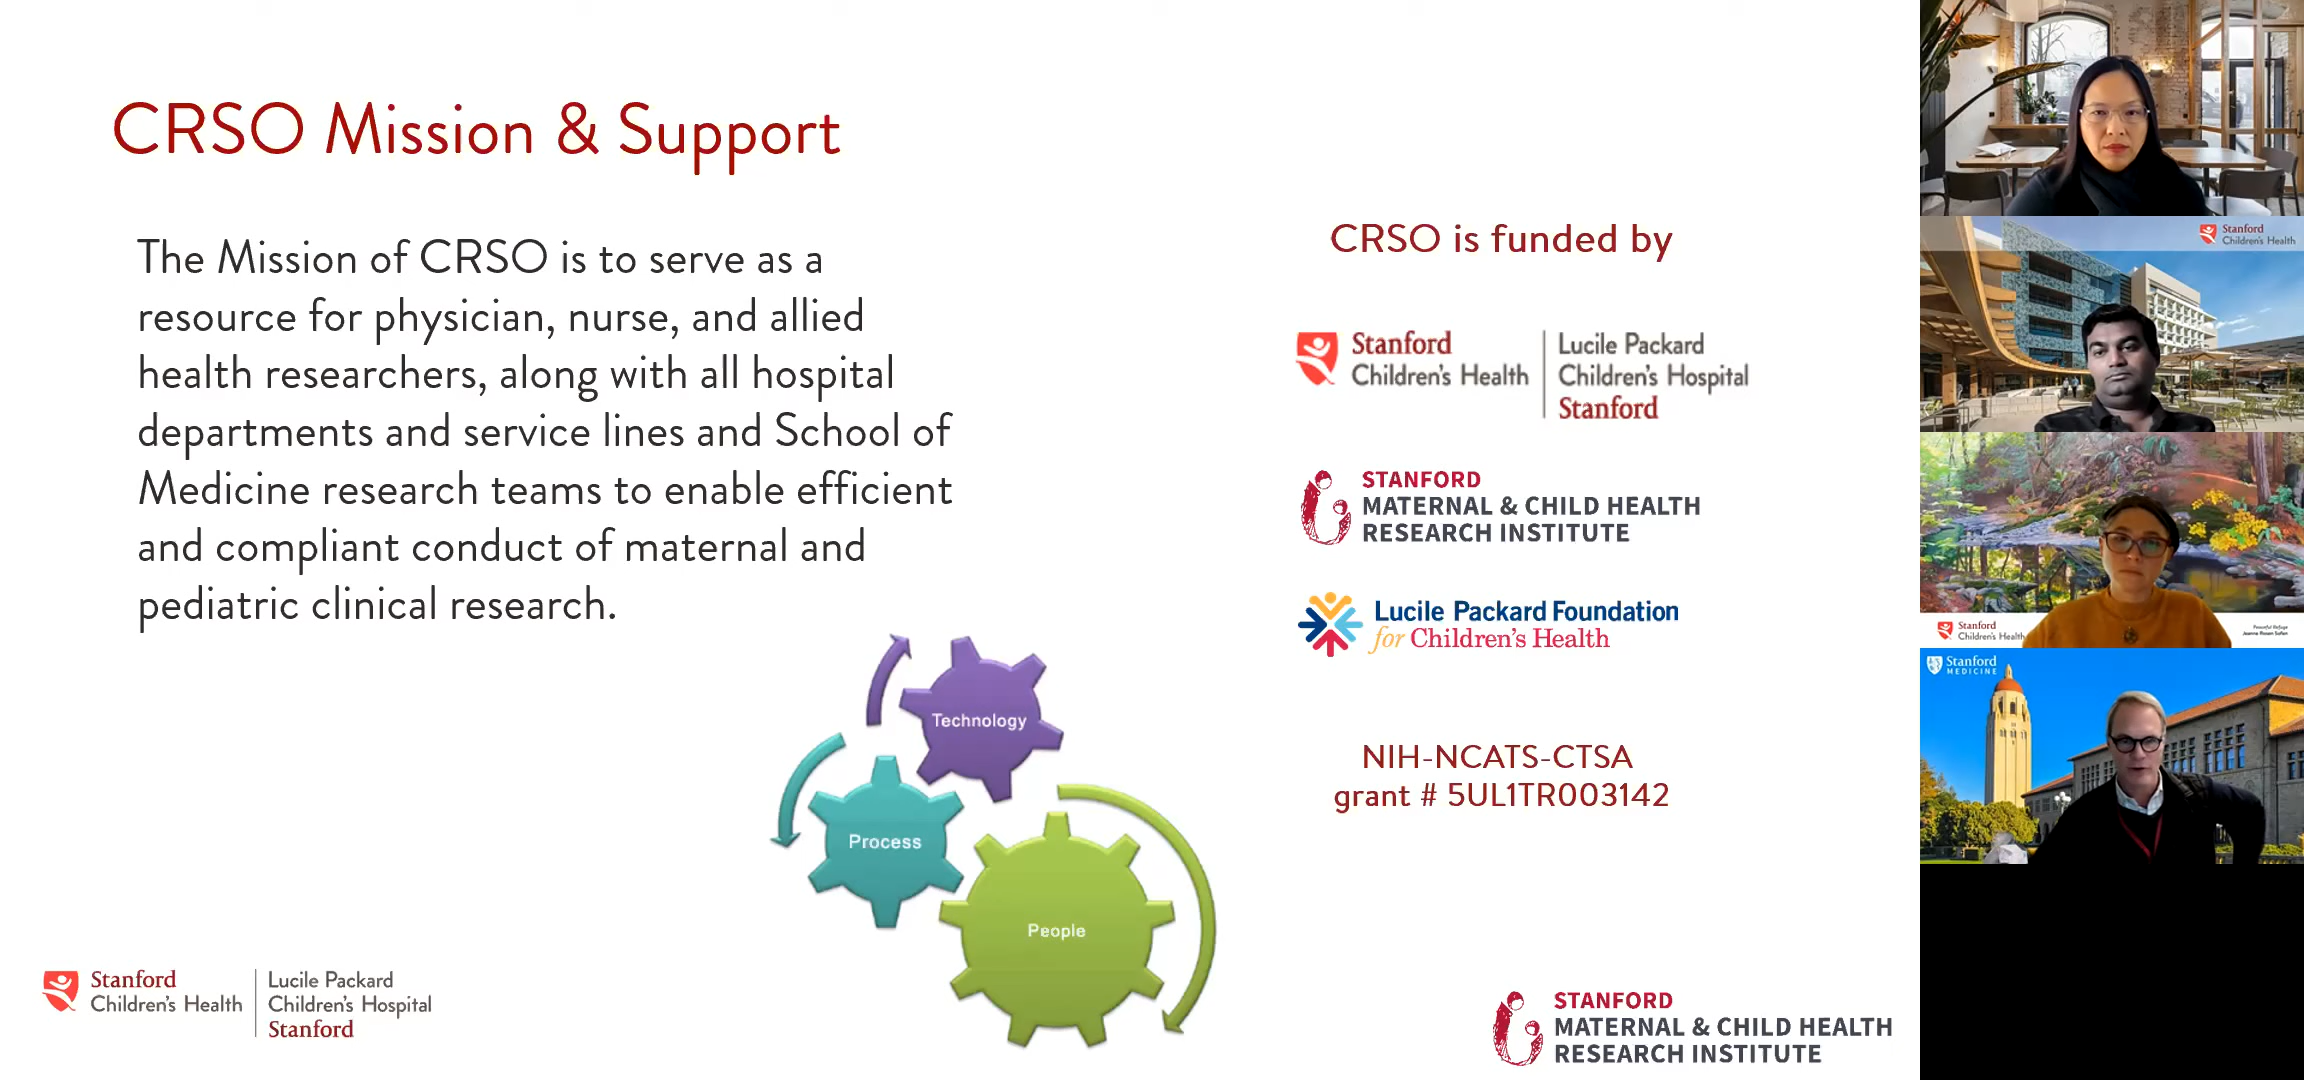 CRSO Mission & Support
The Mission of CRSO is to serve as a
resource for physician, nurse, and allied
health researchers, along with all hospital
departments and service lines and School of
Medicine research teams to enable efficient
and compliant conduct of maternal and
pediatric clinical research.
Technology
Process
People
CRSO is funded by
Stanford
Children's Health
Lucile Packard
Children's Hospital
Stanford
STANFORD
MATERNAL & CHILD HEALTH
RESEARCH INSTITUTE
Lucile Packard Foundation
for Children's Health
NIH-NCATS-CTSA
grant # 5UL1TR003142
Stanford
Children's Health
Lucile Packard
Children's Hospital
Stanford
STANFORD
MATERNAL & CHILD HEALTH
RESEARCH INSTITUTE
Stanford
Children's Health
Stanford
Children's Health
Peaceful Refuge
Stanford
MEDICINE